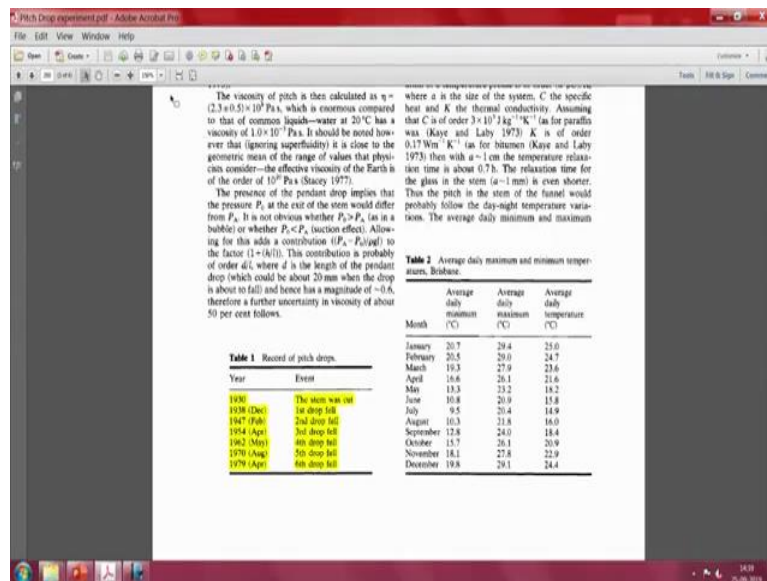 Pitch Drop experiment.pdf - Adobe Acrobat Pro
File Edit View Window Help
Open
Create
Customize
Tools
Fill & Sign
The viscosity of pitch is then calculated as η =
which is enormous compared
to that of common liquids—water at 20°C has a
viscosity of 1.0×10⁻³ Pa s. It should be noted how-
ever that (ignoring superfluidity) it is close to the
geometric mean of the range of values that physi-
cists consider—the effective viscosity of the Earth is
of the order of Pa s (Stacey 1977).
The presence of the pendant drop implies that
the pressure at the exit of the stem would differ
from It is not obvious whether (as in a
bubble) or whether (suction effect). Allow-
ing for this adds a contribution to
the factor (1+(h/l)). This contribution is probably
of order d/l, where d is the length of the pendant
drop (which could be about 20 mm when the drop
is about to fall) and hence has a magnitude of ~0.6,
therefore a further uncertainty in viscosity of about
50 per cent follows.
Table 1 Record of pitch drops.
Year Event
1930 The stem was cut
1938 (Dec) 1st drop fell
1947 (Feb) 2nd drop fell
1954 (Apr) 3rd drop fell
1962 (May) 4th drop fell
1970 (Aug) 5th drop fell
1979 (Apr) 6th drop fell
where a is the size of the system, C the specific
heat and K the thermal conductivity. Assuming
that C is of order 3×10³ J kg⁻¹ K⁻¹ (as for paraffin
wax (Kaye and Laby 1973) K is of order
0.17 W m⁻¹ K⁻¹ (as for bitumen (Kaye and Laby
1973) then with a ~ 1 cm the temperature relaxa-
tion time is about 0.7 h. The relaxation time for
the glass in the stem (a~1 mm) is even shorter.
Thus the pitch in the stem of the funnel would
probably follow the day-night temperature varia-
tions. The average daily minimum and maximum
Table 2 Average daily maximum and minimum temper-
atures, Brisbane.
Average Average Average
daily daily daily
minimum maximum temperature
Month (°C) (°C) (°C)
January 20.7 29.4 25.0
February 20.5 29.0 24.7
March 19.3 27.9 23.6
April 16.6 26.1 21.6
May 13.3 23.2 18.2
June 10.8 20.9 15.8
July 9.5 20.4 14.9
August 10.3 21.8 16.0
September 12.8 24.0 18.4
October 15.7 26.1 20.9
November 18.1 27.8 22.9
December 19.8 29.1 24.4
14:39